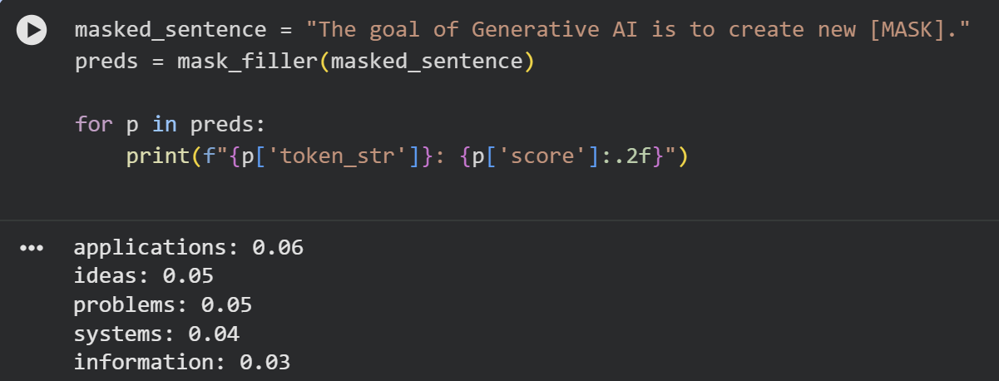 masked_sentence = "The goal of Generative AI is to create new [MASK]."
preds = mask_filler(masked_sentence)

for p in preds:
    print(f"{p['token_str']}: {p['score']:.2f}")

applications: 0.06
ideas: 0.05
problems: 0.05
systems: 0.04
information: 0.03